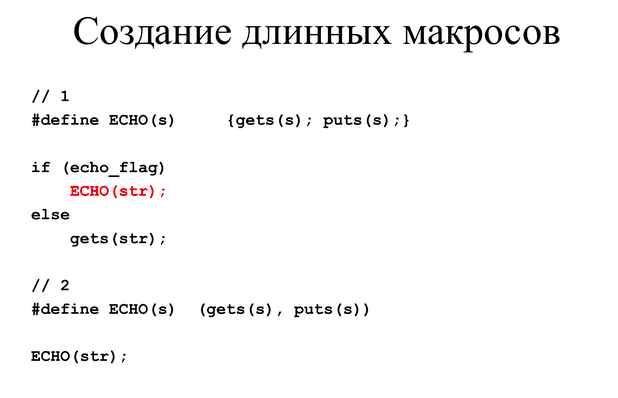 Создание длинных макросов
// 1
#define ECHO(s)     {gets(s); puts(s);}
if (echo_flag)
    ECHO(str);
else
    gets(str);
// 2
#define ECHO(s)  (gets(s), puts(s))
ECHO(str);